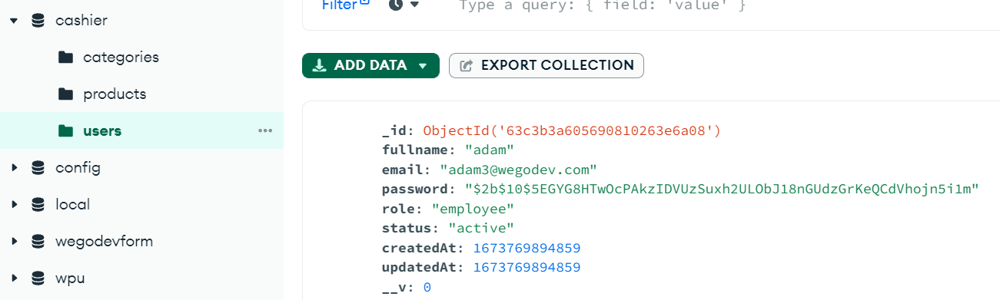 cashier
categories
products
users
config
local
wegodevform
wpu
Filter
Type a query: { field: 'value' }
ADD DATA
EXPORT COLLECTION
_id: ObjectId('63c3b3a605690810263e6a08')
fullname: "adam"
email: "adam3@wegodev.com"
password: "$2b$10$5EGYG8HTwOcPAkzIDVUzSuxh2ULObJ18nGUdzGrKeQCdVhojn5i1m"
role: "employee"
status: "active"
createdAt: 1673769894859
updatedAt: 1673769894859
__v: 0